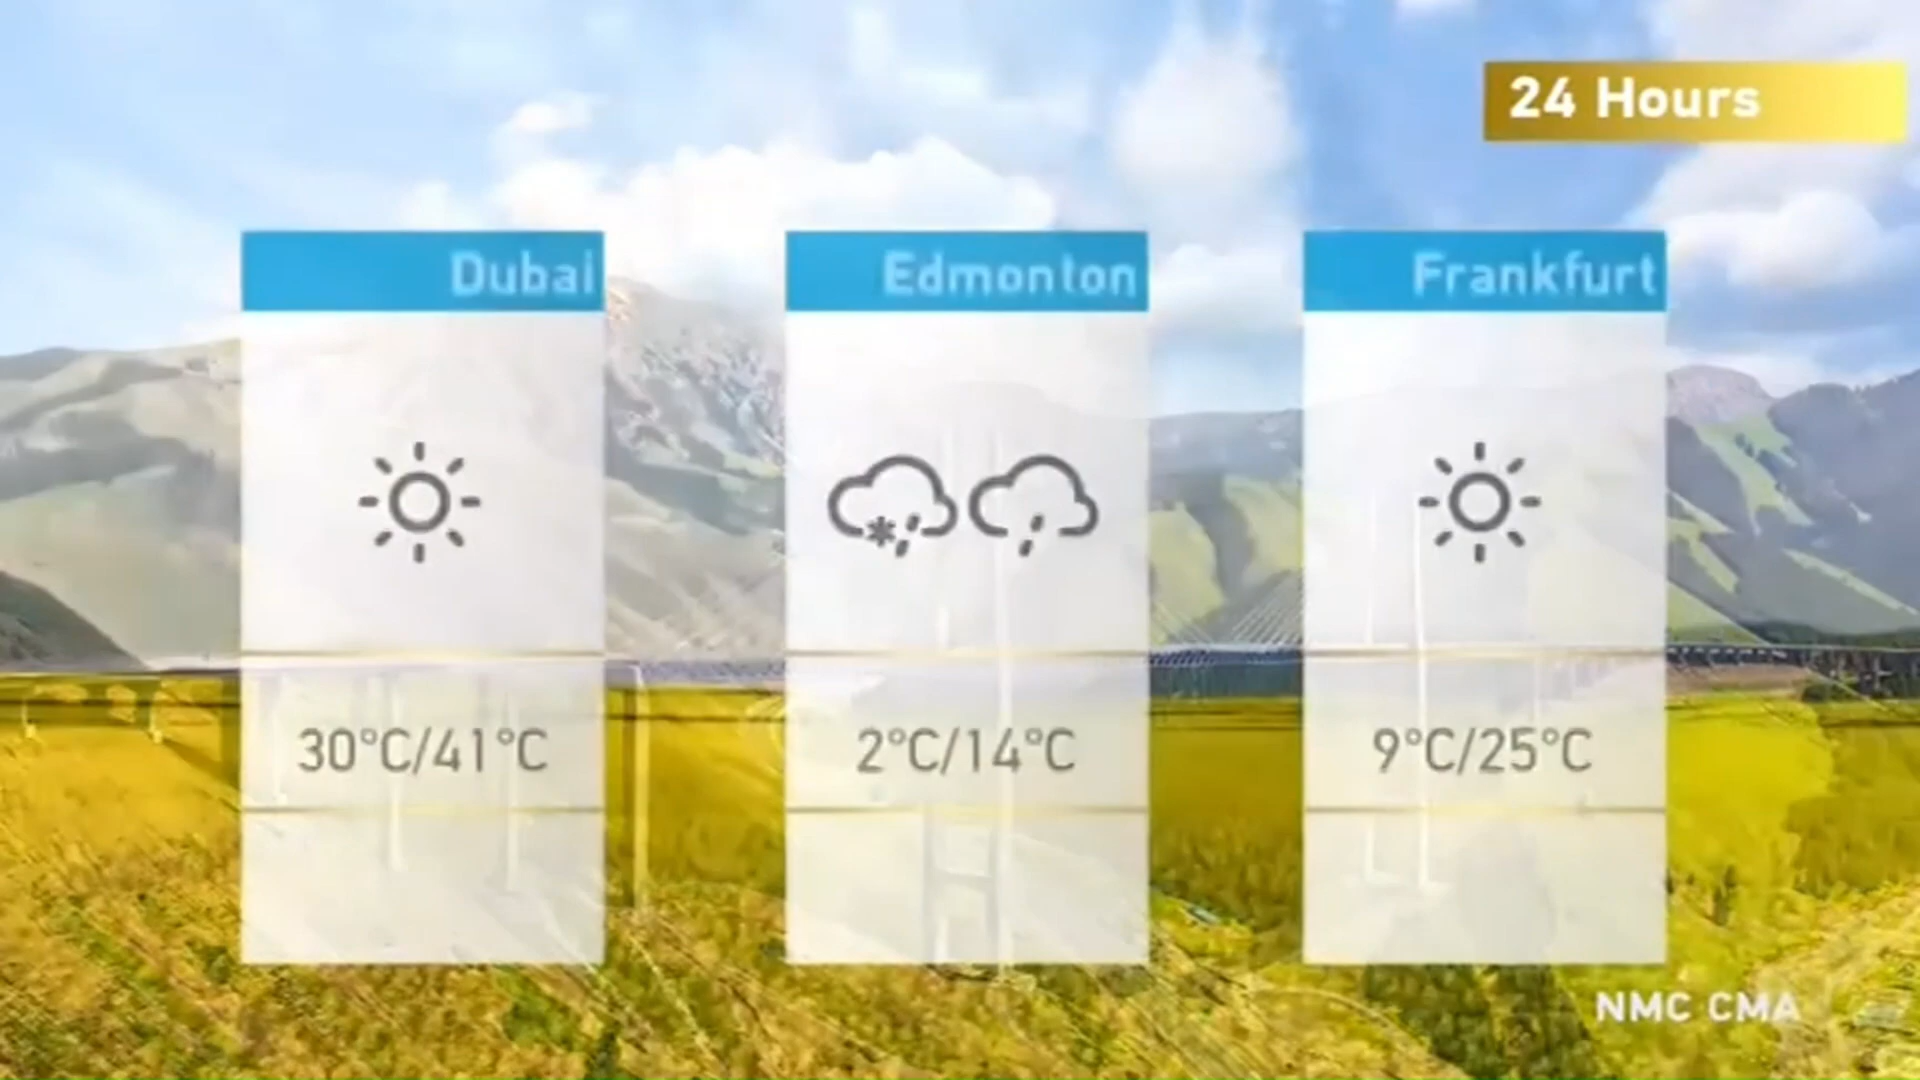 24 Hours
Dubai
Edmonton
Frankfurt
30°C/41°C
2°C/14°C
9°C/25°C
NMC CMA